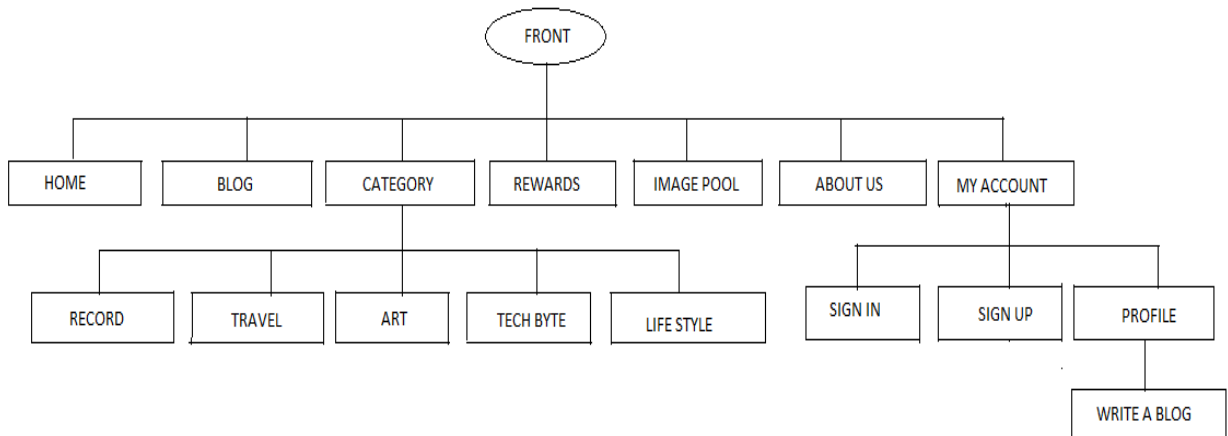 FRONT
HOME
BLOG
CATEGORY
REWARDS
IMAGE POOL
ABOUT US
MY ACCOUNT
RECORD
TRAVEL
ART
TECH BYTE
LIFE STYLE
SIGN IN
SIGN UP
PROFILE
WRITE A BLOG